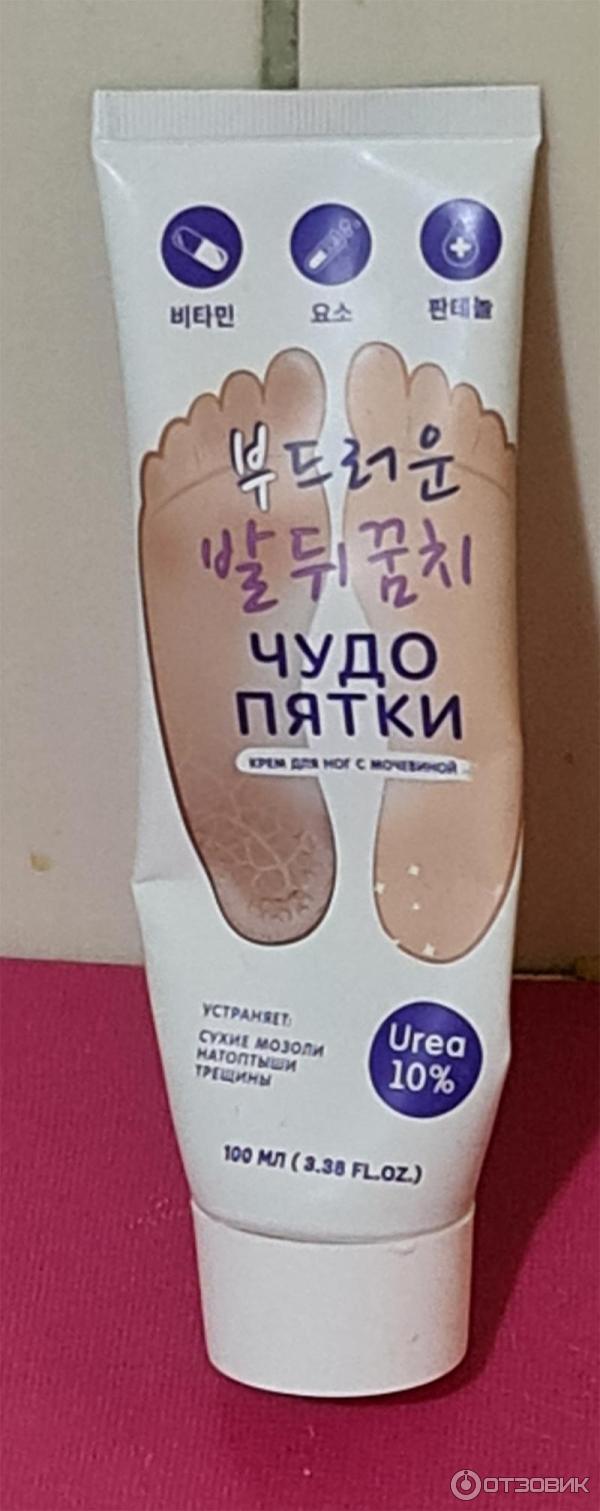 비타민 요소 판테놀
부드러운
발뒤꿈치
ЧУДО
ПЯТКИ
КРЕМ ДЛЯ НОГ С МОЧЕВИНОЙ
УСТРАНЯЕТ:
СУХИЕ МОЗОЛИ
НАТОПТЫШИ
ТРЕЩИНЫ
Urea
10%
100 МЛ ( 3.38 FL.OZ.)
ОТЗОВИК